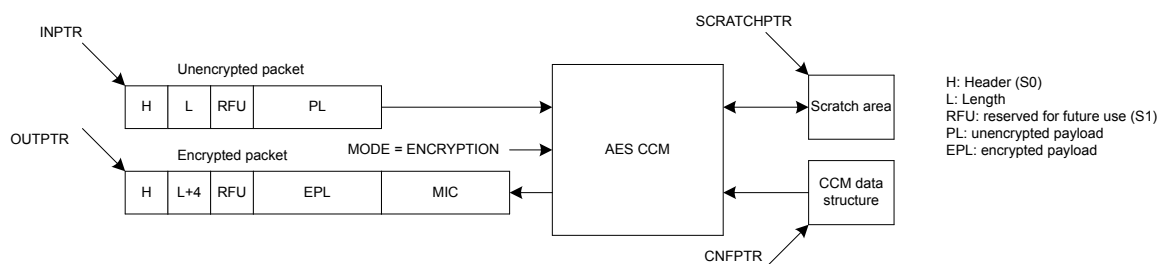 SCRATCHPTR
INPTR
Unencrypted packet
H L RFU PL
Scratch area
H: Header (S0)
L: Length
RFU: reserved for future use (S1)
PL: unencrypted payload
EPL: encrypted payload
OUTPTR
Encrypted packet
MODE = ENCRYPTION
AES CCM
H L+4 RFU EPL MIC
CCM data
structure
CNFPTR